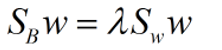 S_B w = λ S_w w